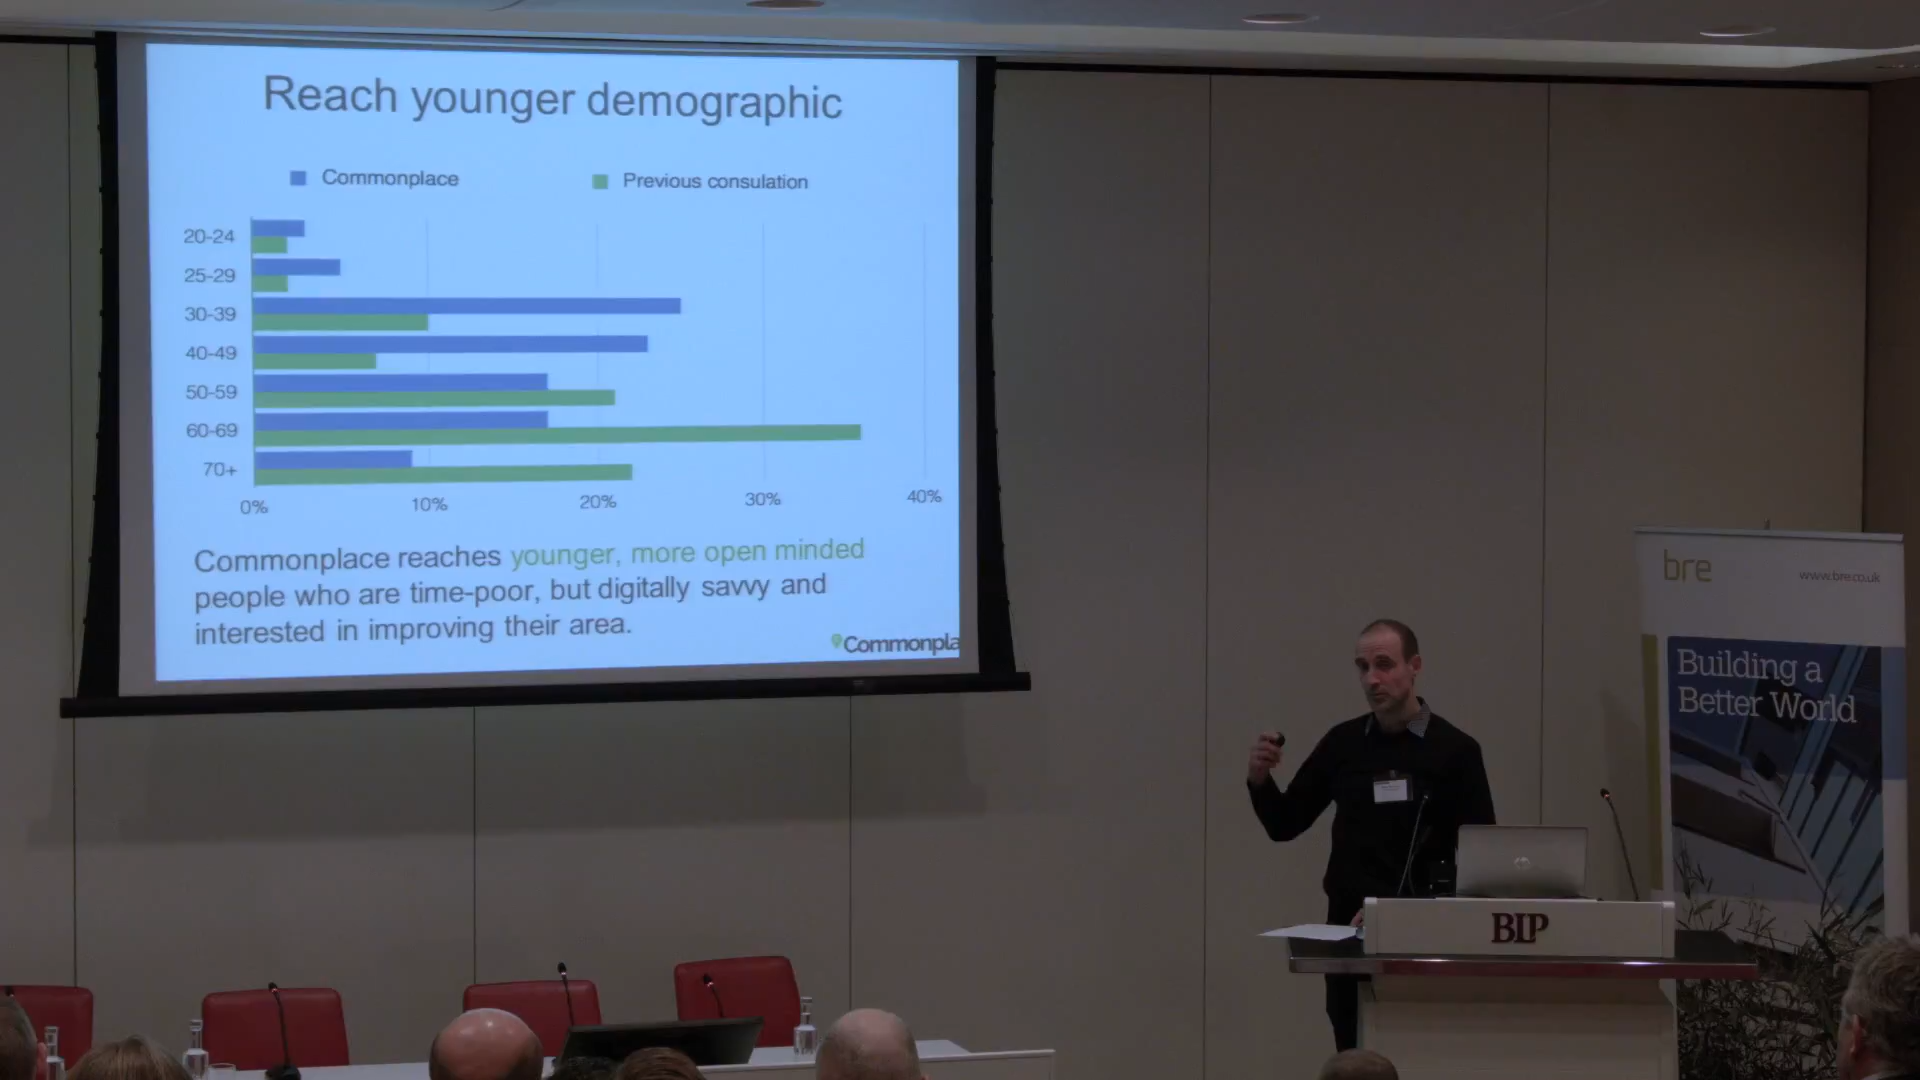 Reach younger demographic
Commonplace
Previous consulation
20-24
25-29
30-39
40-49
50-59
60-69
70+
0%
10%
20%
30%
40%
Commonplace reaches younger, more open minded
people who are time-poor, but digitally savvy and
interested in improving their area.
Commonpla
bre
www.bre.co.uk
Building a
Better World
BLP